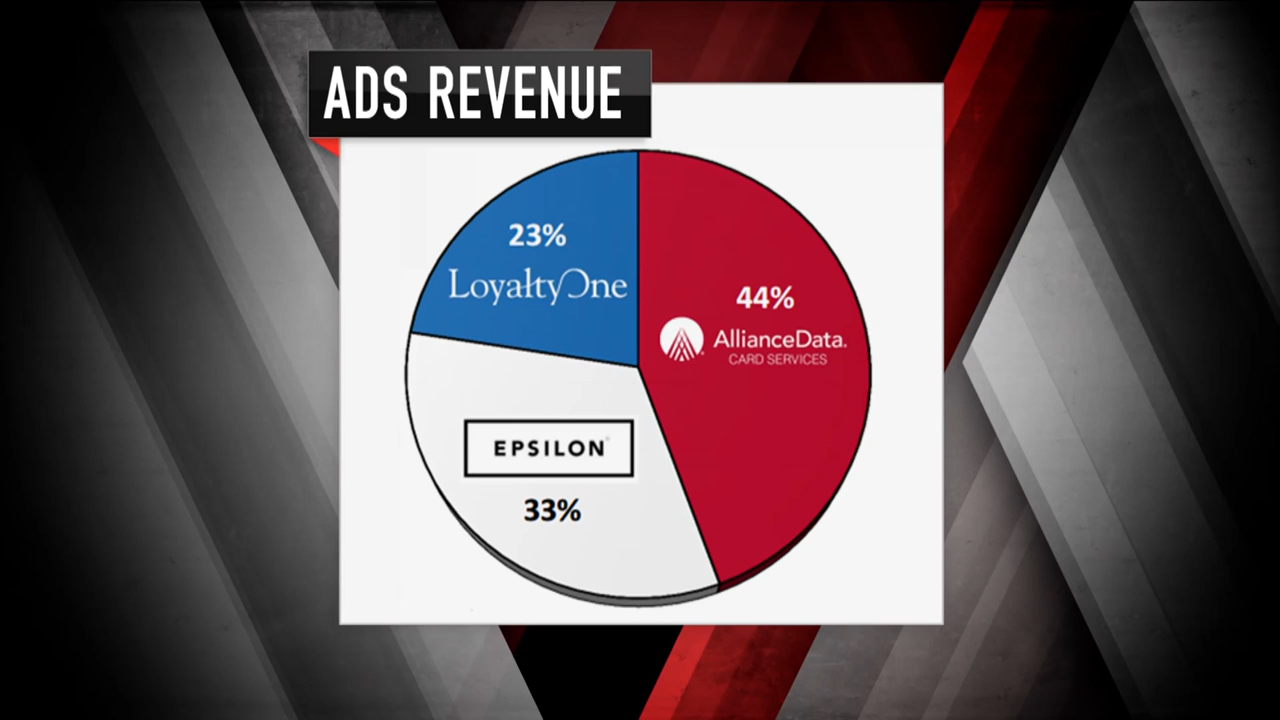 ADS REVENUE
23%
LoyaltyOne
44%
AllianceData.
CARD SERVICES
EPSILON
33%